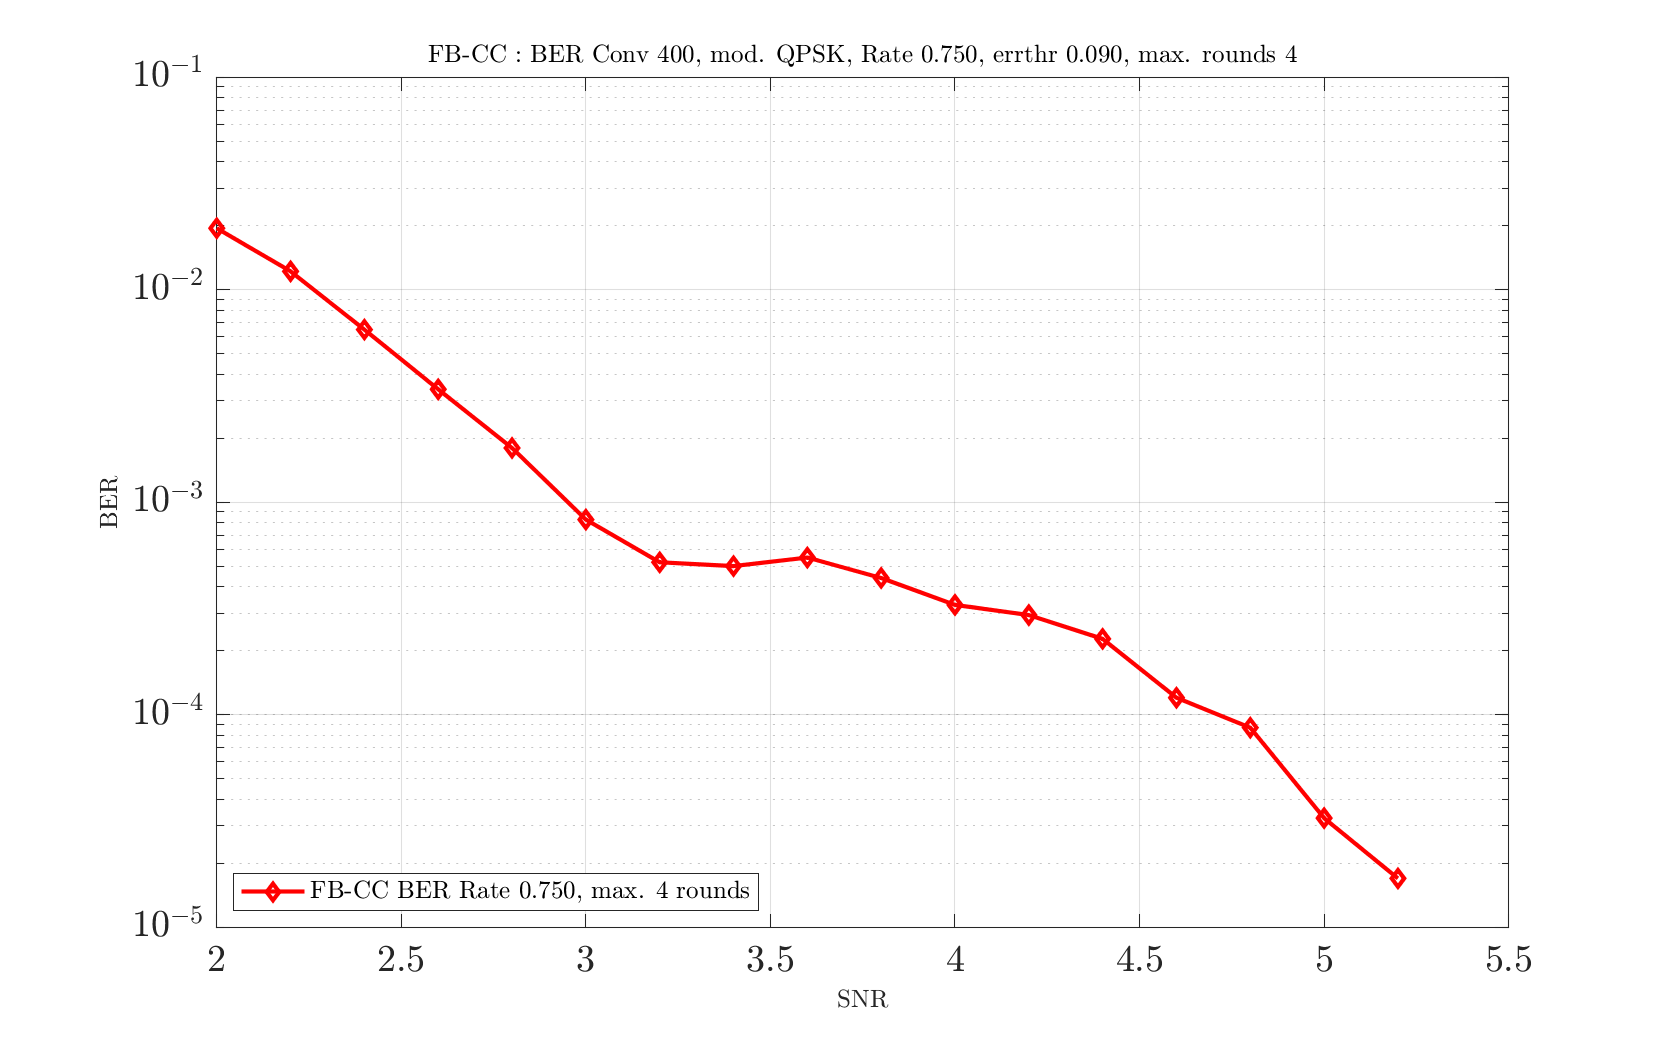 FB-CC : BER Conv 400, mod. QPSK, Rate 0.750, errthr 0.090, max. rounds 4
10⁻¹
10⁻²
10⁻³
10⁻⁴
10⁻⁵
BER
FB-CC BER Rate 0.750, max. 4 rounds
2 2.5 3 3.5 4 4.5 5 5.5
SNR